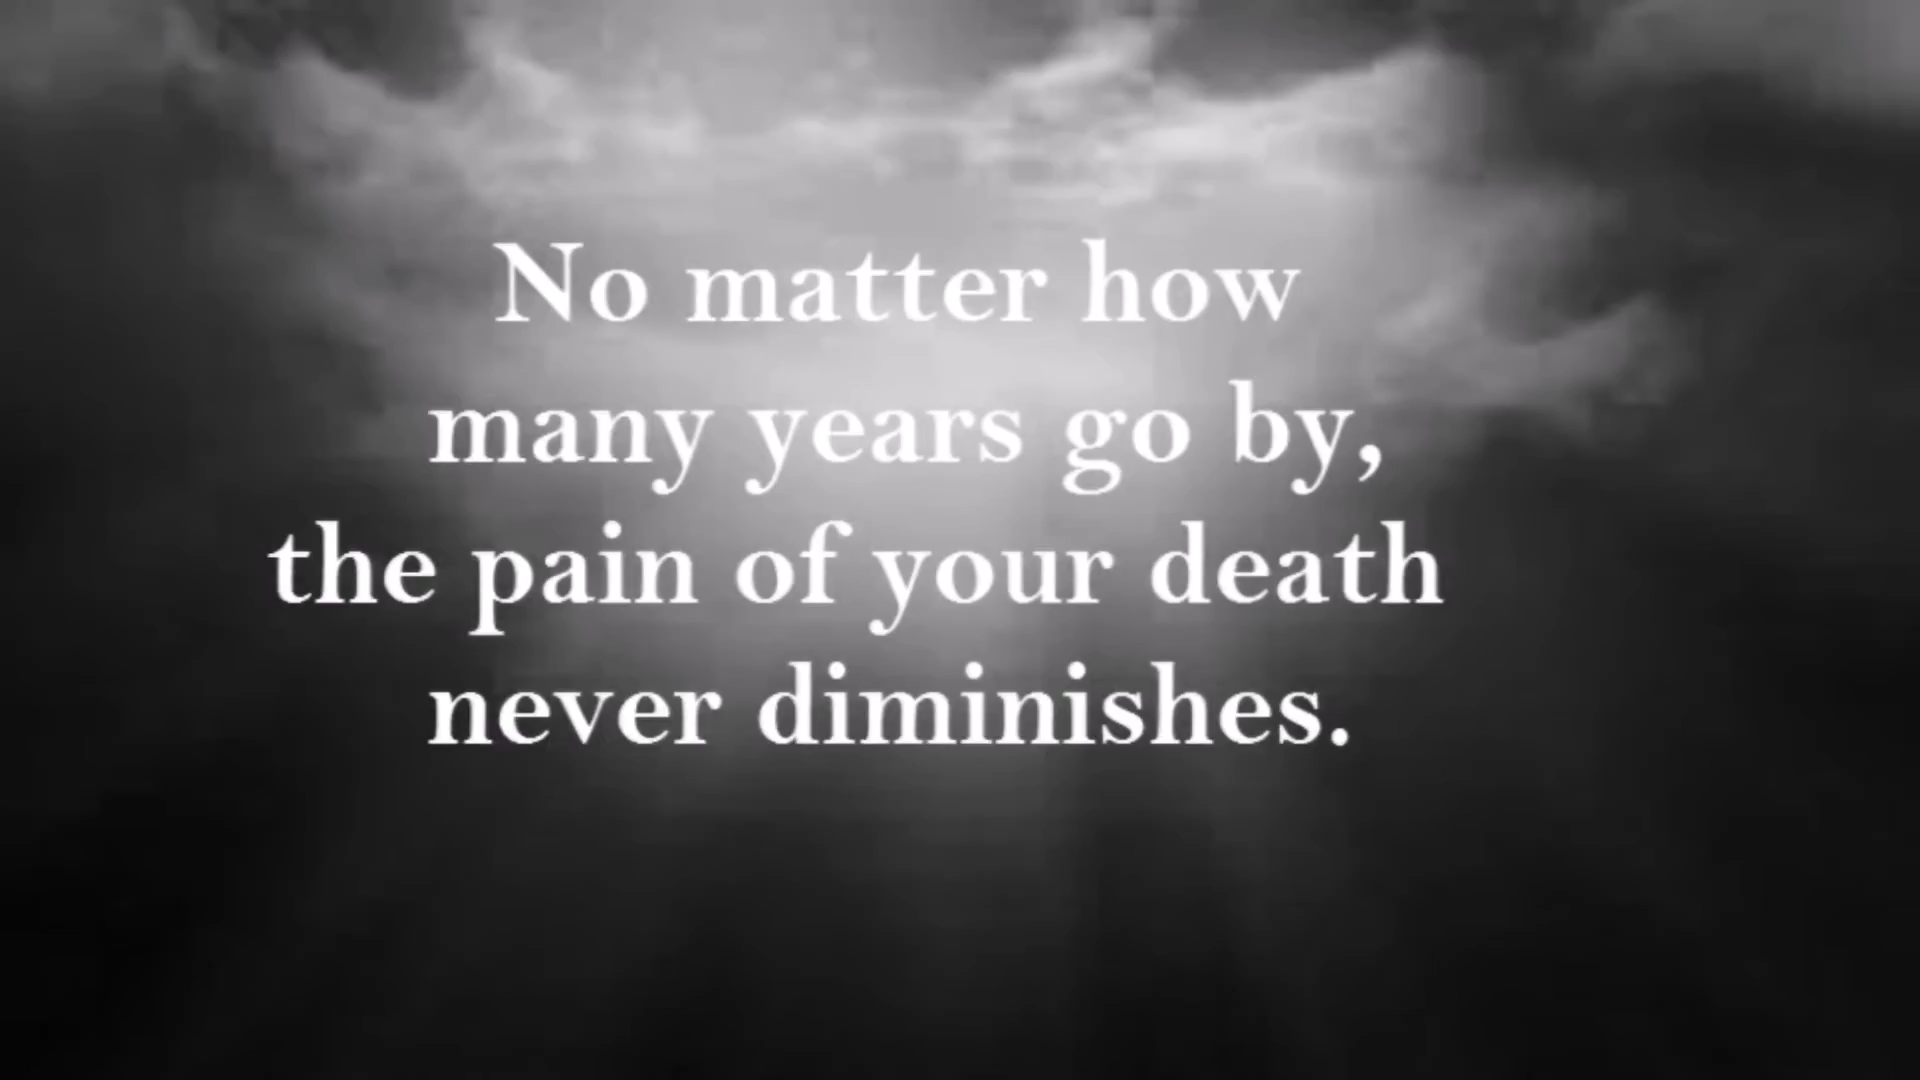 No matter how
many years go by,
the pain of your death
never diminishes.